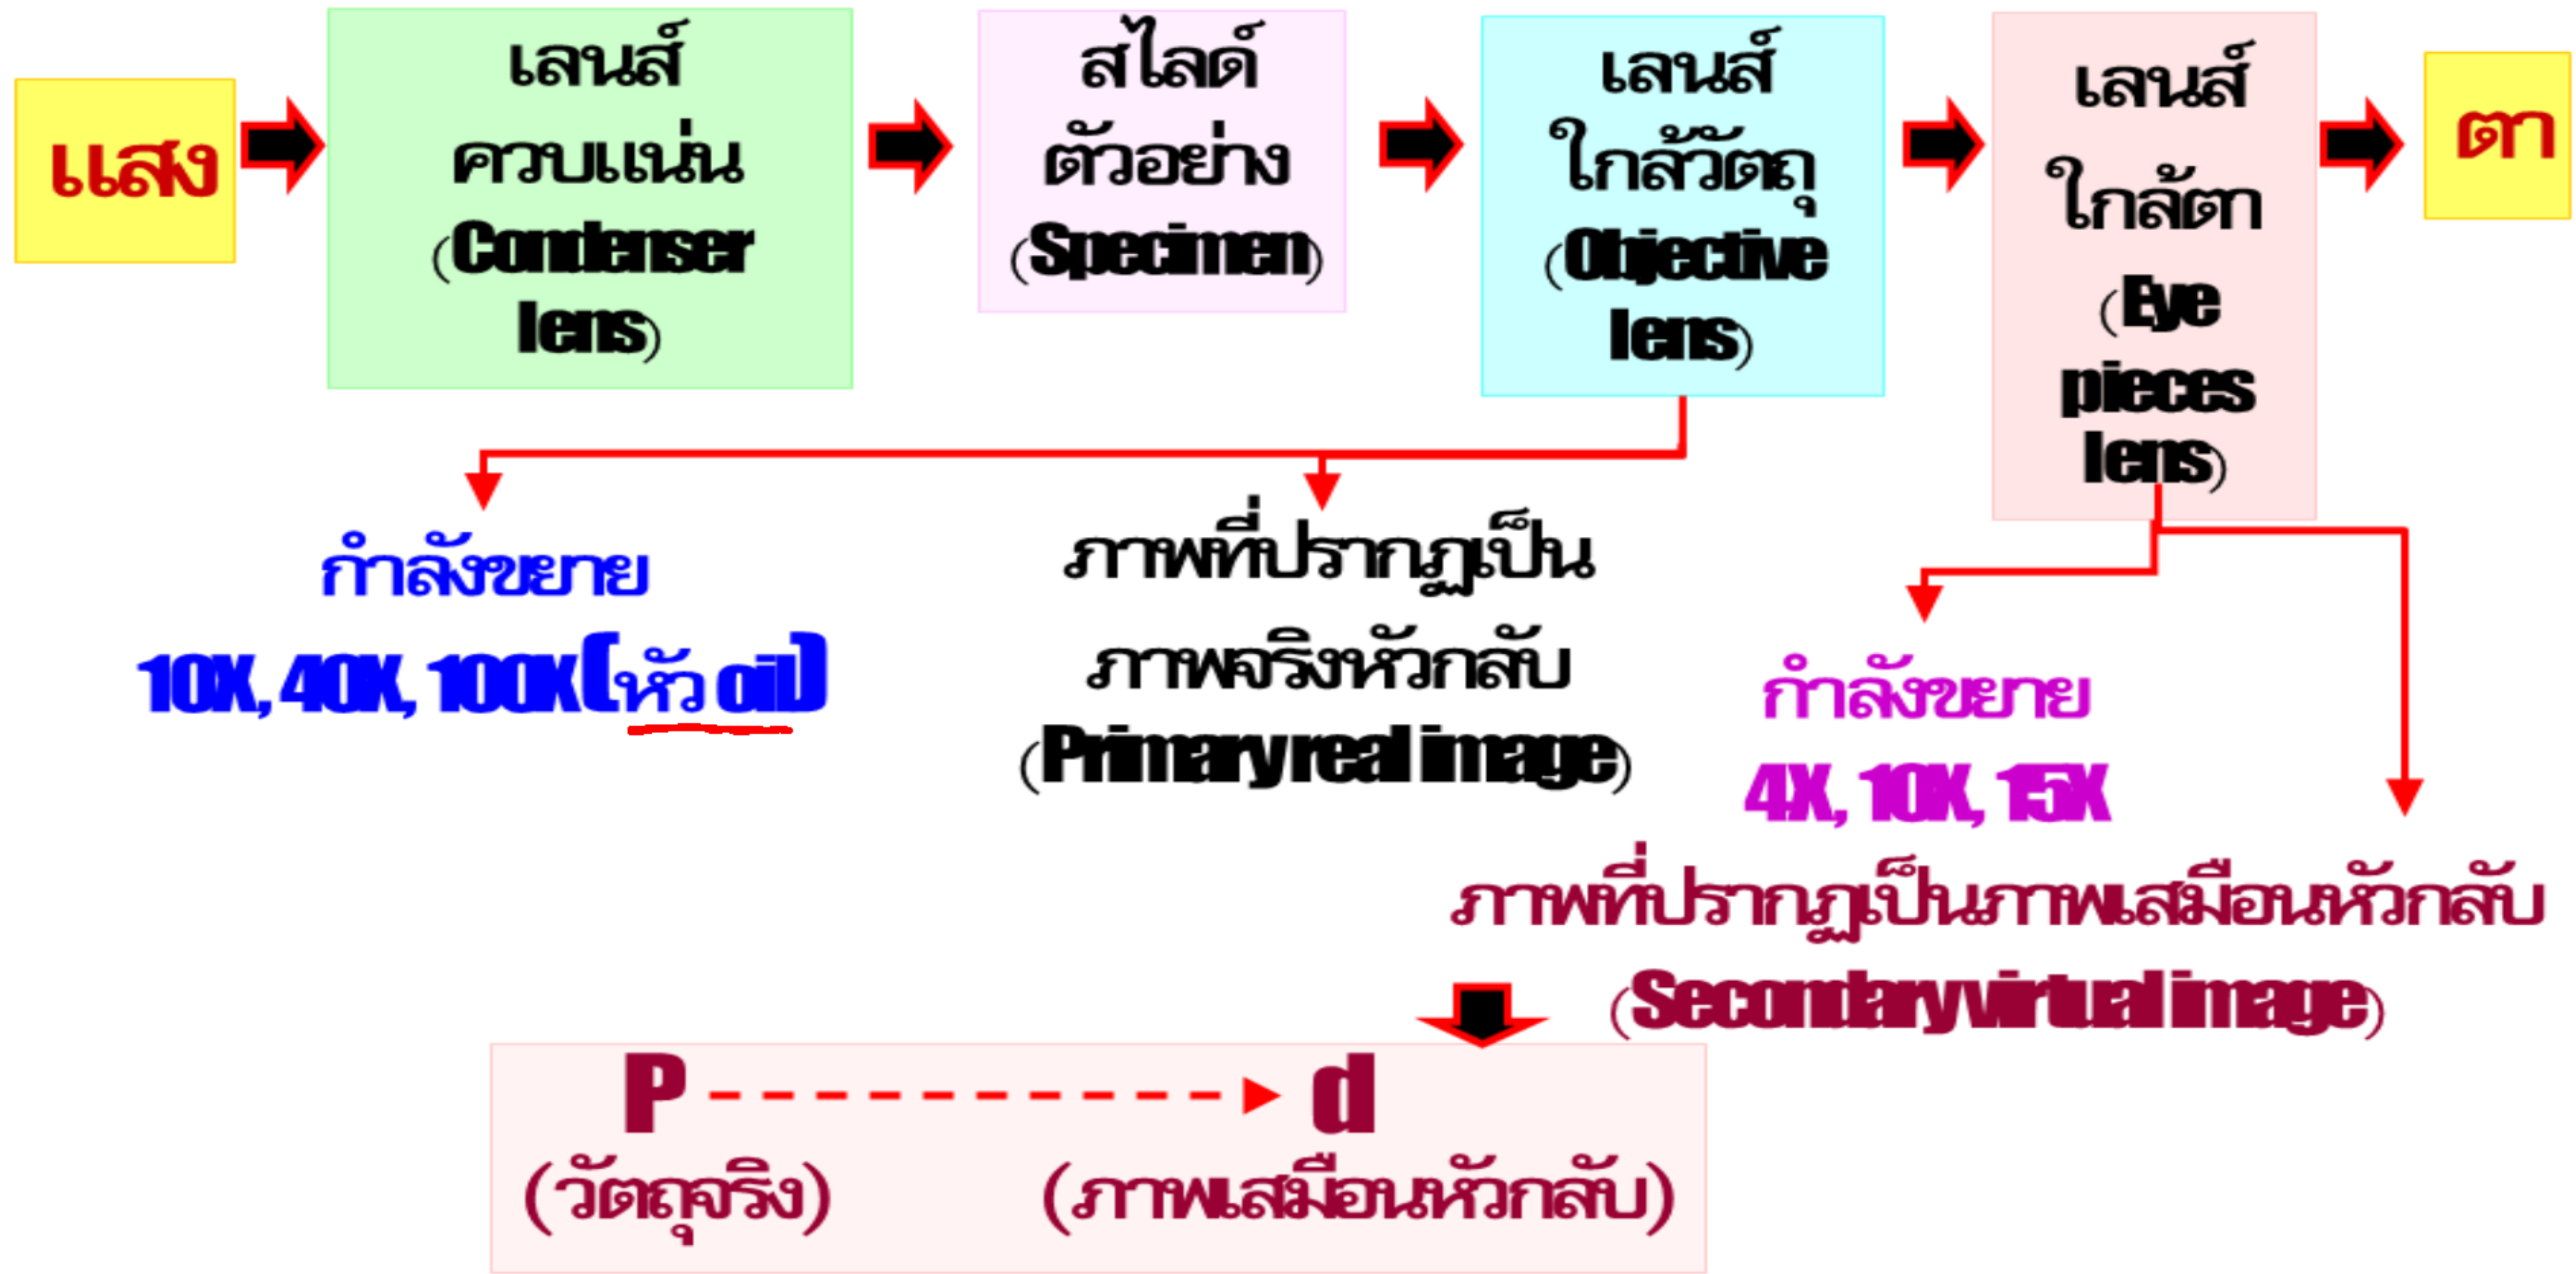 แสง
เลนส์
ควบแน่น
(Condenser
lens)
สไลด์
ตัวอย่าง
(Specimen)
เลนส์
ใกล้วัตถุ
(Objective
lens)
เลนส์
ใกล้ตา
(Eye
pieces
lens)
ตา
กำลังขยาย
10X, 40X, 100X (หัว oil)
ภาพที่ปรากฏเป็น
ภาพจริงหัวกลับ
(Primary real image)
กำลังขยาย
4X, 10X, 15X
ภาพที่ปรากฏเป็นภาพเสมือนหัวกลับ
(Secondary virtual image)
P d
(วัตถุจริง) (ภาพเสมือนหัวกลับ)